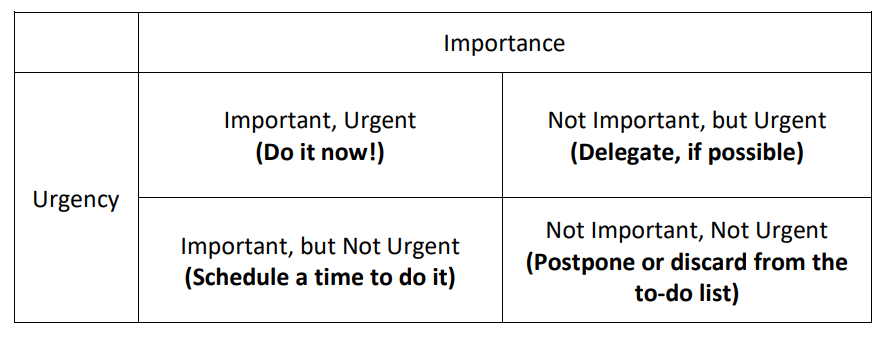 Importance
Important, Urgent
(Do it now!)
Not Important, but Urgent
(Delegate, if possible)
Urgency
Important, but Not Urgent
(Schedule a time to do it)
Not Important, Not Urgent
(Postpone or discard from the
to-do list)